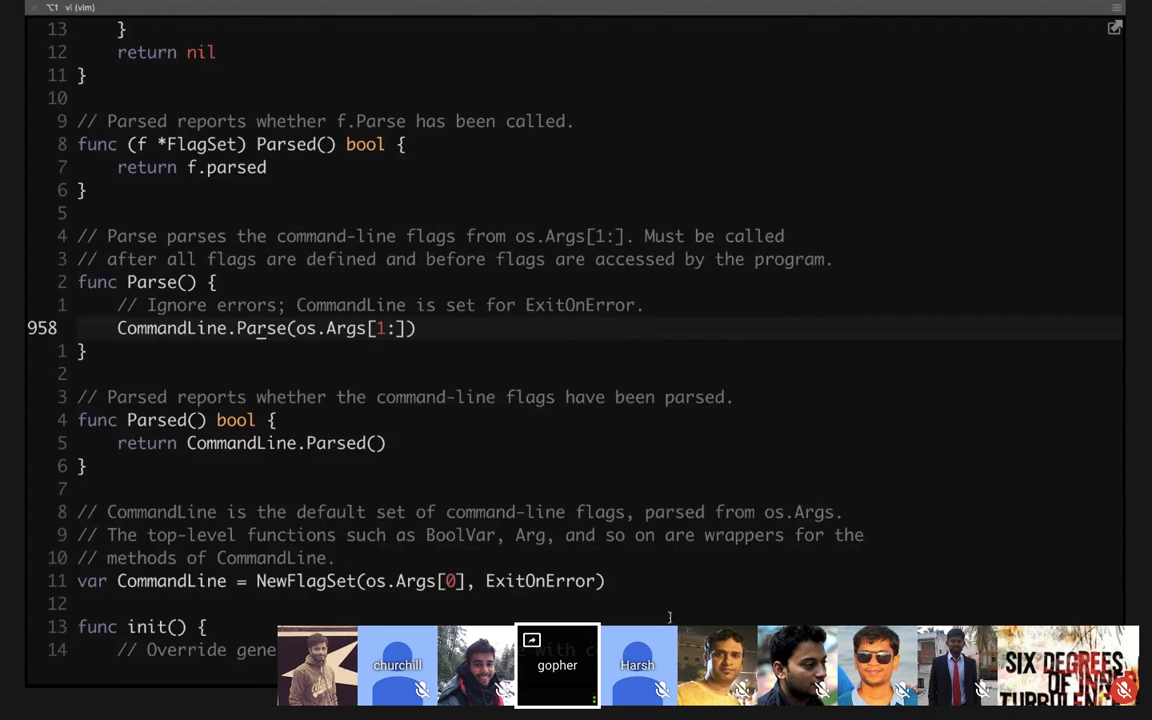 ⌥1 vi (vim)
13 }
12 return nil
11 }
10
9 // Parsed reports whether f.Parse has been called.
8 func (f *FlagSet) Parsed() bool {
7 return f.parsed
6 }
5
4 // Parse parses the command-line flags from os.Args[1:]. Must be called
3 // after all flags are defined and before flags are accessed by the program.
2 func Parse() {
1 // Ignore errors; CommandLine is set for ExitOnError.
958 CommandLine.Parse(os.Args[1:])
1 }
2
3 // Parsed reports whether the command-line flags have been parsed.
4 func Parsed() bool {
5 return CommandLine.Parsed()
6 }
7
8 // CommandLine is the default set of command-line flags, parsed from os.Args.
9 // The top-level functions such as BoolVar, Arg, and so on are wrappers for the
10 // methods of CommandLine.
11 var CommandLine = NewFlagSet(os.Args[0], ExitOnError)
12
13 func init() {
14 // Override gene
churchill
gopher
Harsh
SIX DEGREES
OF INNER
TURBULENCE